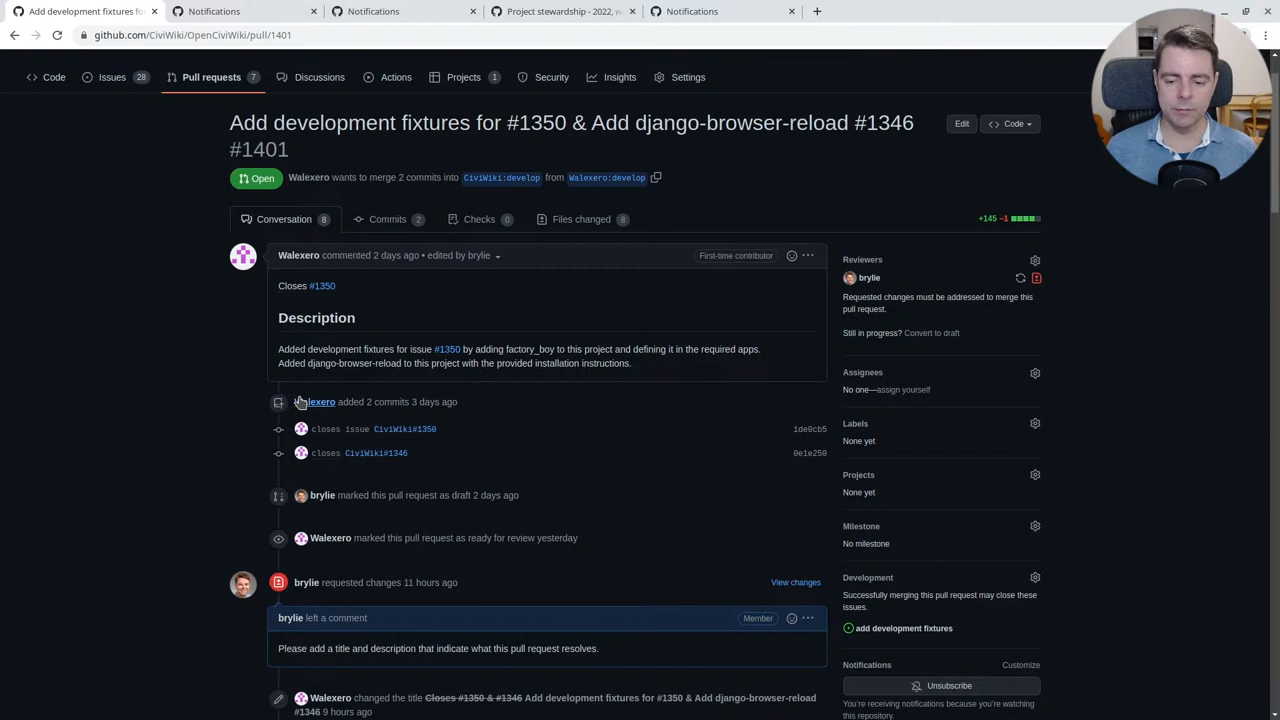 Add development fixtures fo
Notifications
Notifications
Project stewardship - 2022, w
Notifications
github.com/CiviWiki/OpenCiviWiki/pull/1401
Code
Issues 28
Pull requests 7
Discussions
Actions
Projects 1
Security
Insights
Settings
Add development fixtures for #1350 & Add django-browser-reload #1346
#1401
Edit
Code
Open
Walexero wants to merge 2 commits into CiviWiki:develop from Walexero:develop
Conversation 8
Commits 2
Checks 0
Files changed 8
+145 −1
Walexero commented 2 days ago • edited by brylie
First-time contributor
Closes #1350
Description
Added development fixtures for issue #1350 by adding factory_boy to this project and defining it in the required apps.
Added django-browser-reload to this project with the provided installation instructions.
lexero added 2 commits 3 days ago
closes issue CiviWiki#1350 1de0cb5
closes CiviWiki#1346 0e1e250
brylie marked this pull request as draft 2 days ago
Walexero marked this pull request as ready for review yesterday
brylie requested changes 11 hours ago
View changes
brylie left a comment
Member
Please add a title and description that indicate what this pull request resolves.
Walexero changed the title Closes #1350 & #1346 Add development fixtures for #1350 & Add django-browser-reload
#1346 9 hours ago
Reviewers
brylie
Requested changes must be addressed to merge this
pull request.
Still in progress? Convert to draft
Assignees
No one—assign yourself
Labels
None yet
Projects
None yet
Milestone
No milestone
Development
Successfully merging this pull request may close these
issues.
add development fixtures
Notifications
Customize
Unsubscribe
You're receiving notifications because you're watching
this repository.